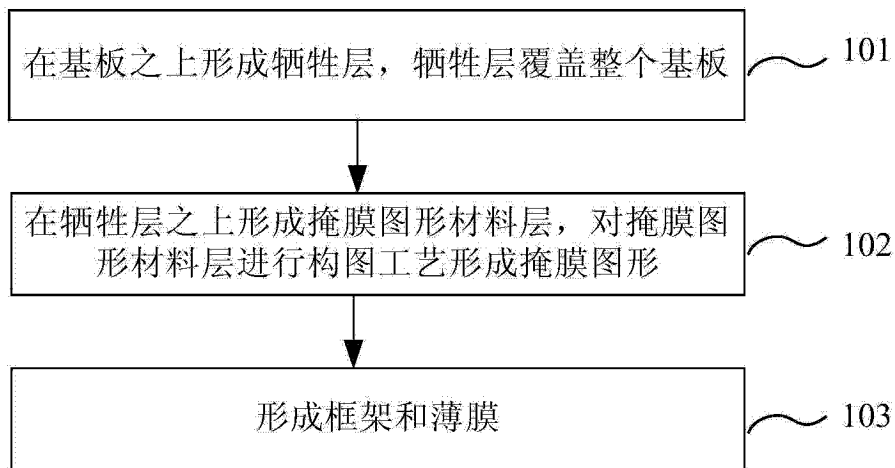 在基板之上形成牺牲层，牺牲层覆盖整个基板
101
在牺牲层之上形成掩膜图形材料层，对掩膜图
形材料层进行构图工艺形成掩膜图形
102
形成框架和薄膜
103